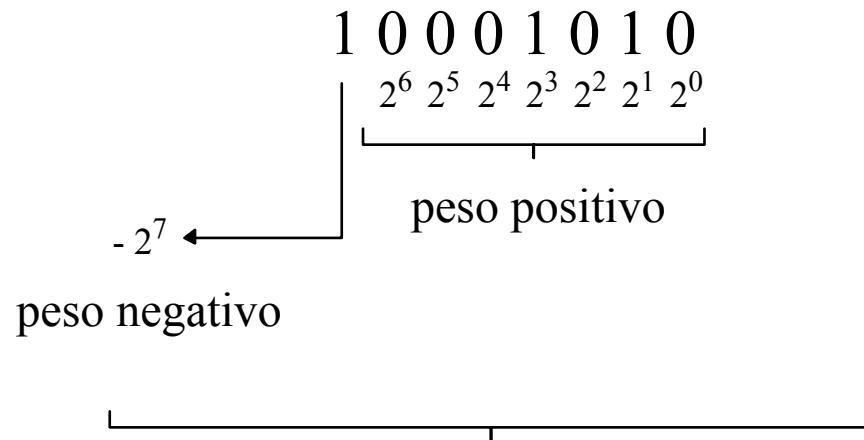 1 0 0 0 1 0 1 0
2⁶ 2⁵ 2⁴ 2³ 2² 2¹ 2⁰
peso positivo
- 2⁷
peso negativo